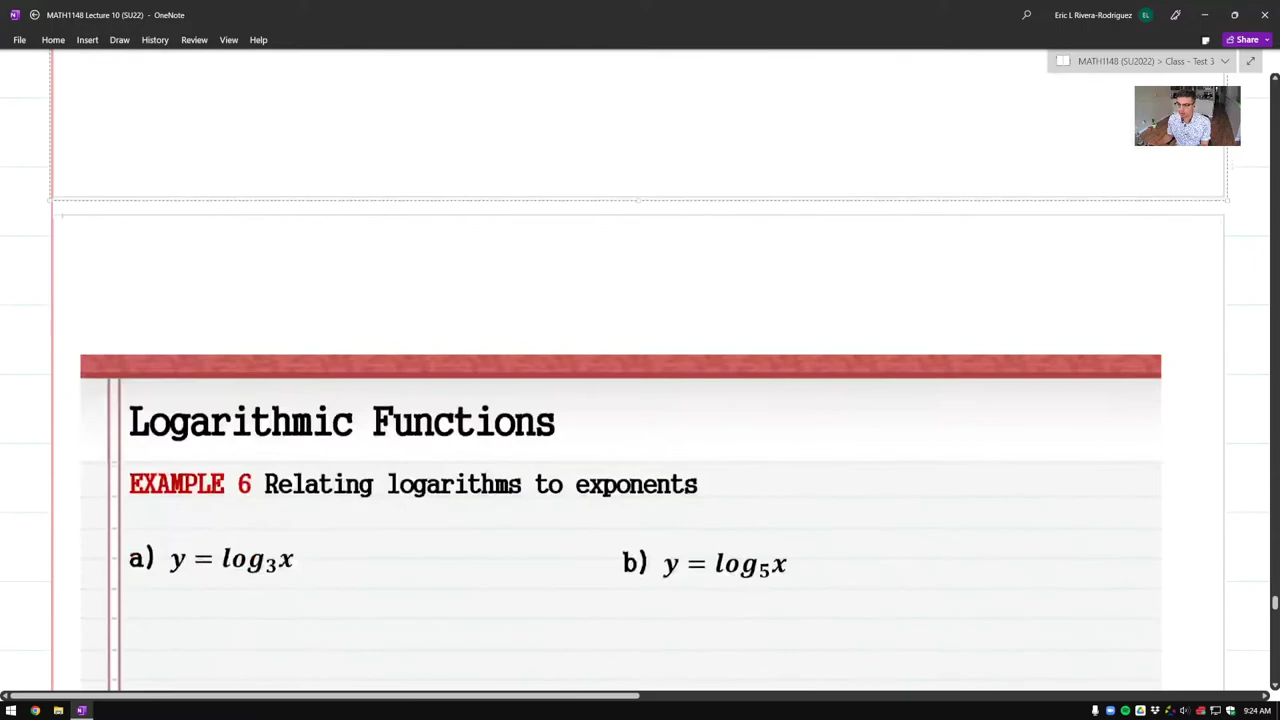 MATH1148 Lecture 10 (SU22) - OneNote
Eric L Rivera-Rodriguez
EL
File Home Insert Draw History Review View Help
Share
MATH1148 (SU2022) > Class - Test 3
Logarithmic Functions
EXAMPLE 6 Relating logarithms to exponents
a) y = log₃x
b) y = log₅x
9:24 AM